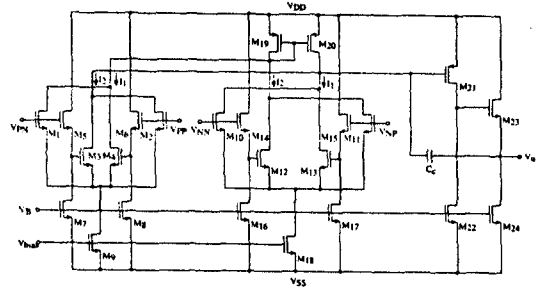 VDD
M19 M20
I2 I1 I2 I1
M21
M23
VPN M1 M5 M6 M2 VPP VNN M10 M14 M15 M11 VNP
M3 M4 M12 M13 Cc Vo
VB M7 M8 M16 M17 M22 M24
Vbias M9 M18
VSS